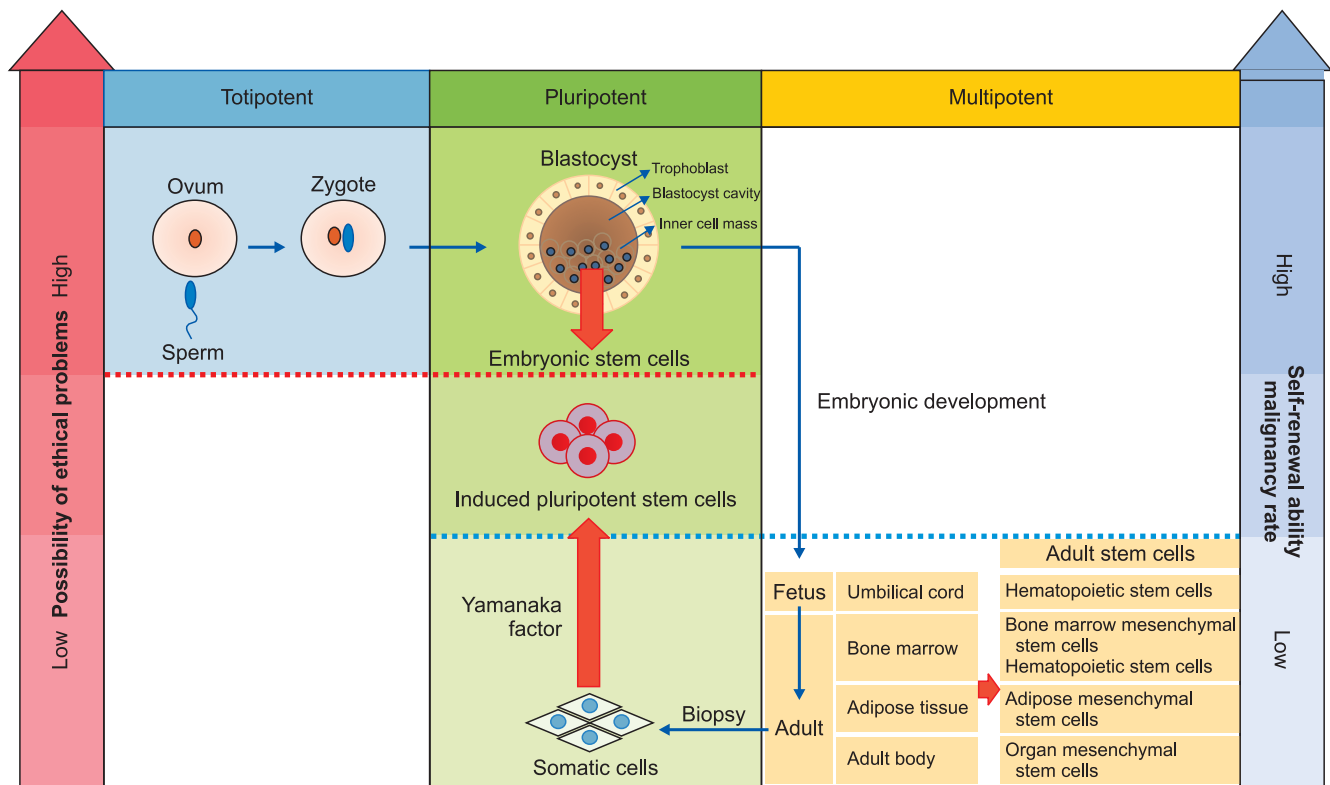 Totipotent
Pluripotent
Multipotent
Low Possibility of ethical problems High
Ovum
Zygote
Sperm
Blastocyst
Trophoblast
Blastocyst cavity
Inner cell mass
Embryonic stem cells
Induced pluripotent stem cells
Yamanaka
factor
Somatic cells
Biopsy
Embryonic development
Fetus
Adult
Umbilical cord
Bone marrow
Adipose tissue
Adult body
Adult stem cells
Hematopoietic stem cells
Bone marrow mesenchymal
stem cells
Hematopoietic stem cells
Adipose mesenchymal
stem cells
Organ mesenchymal
stem cells
High
Self-renewal ability
malignancy rate
Low